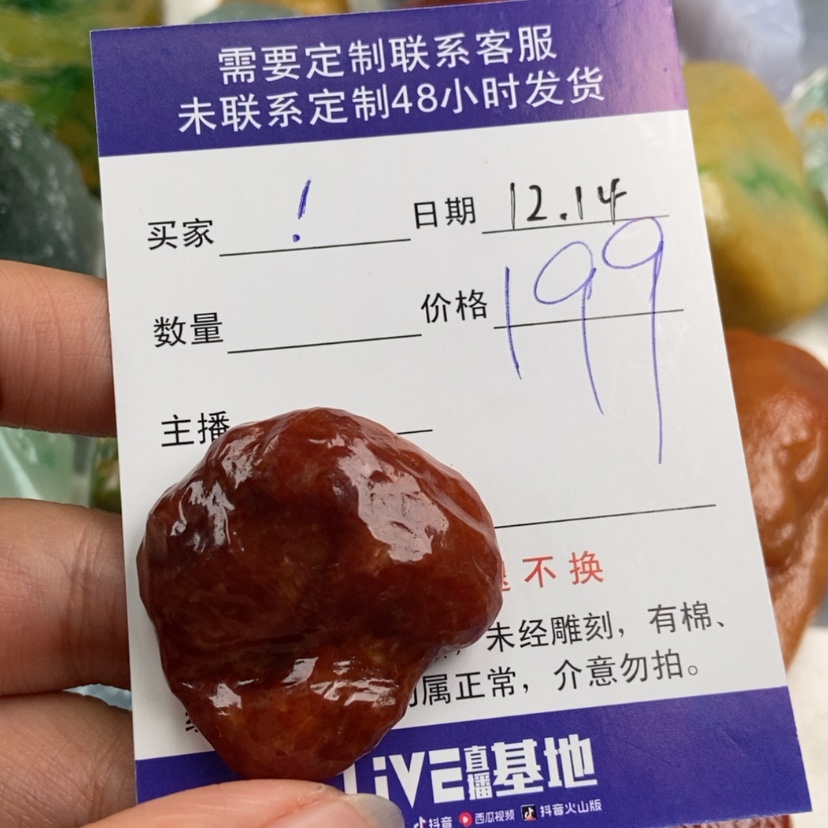 需要定制联系客服
未联系定制48小时发货
买家 ! 日期 12.14
数量 价格 199
主播
不换
未经雕刻，有棉、
属正常，介意勿拍。
LiVE直播基地
抖音 西瓜视频 抖音火山版